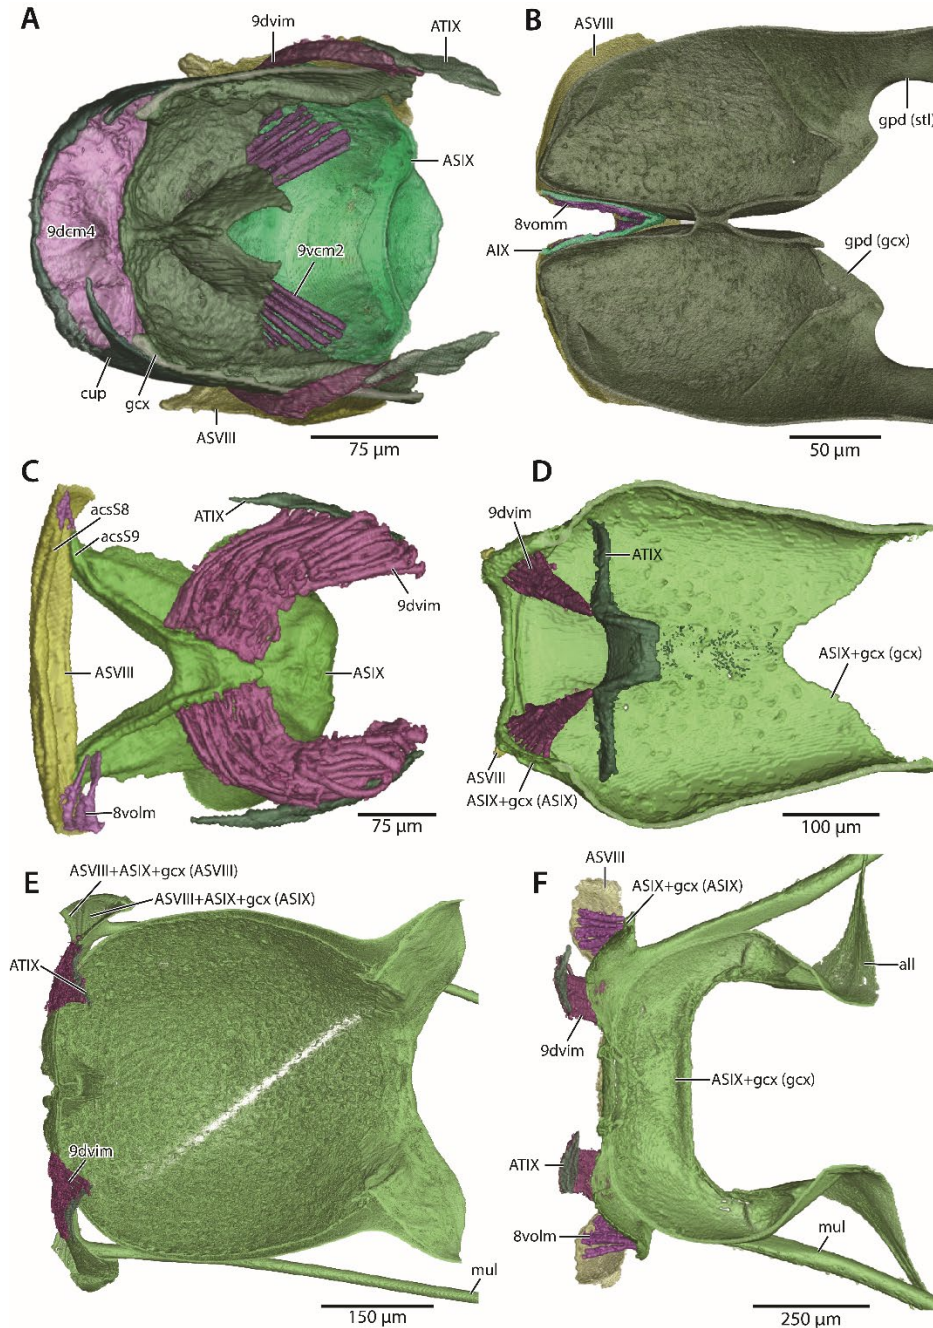 A
9dvim
ATIX
ASIX
9dcm4
9vcm2
cup
gcx
ASVIII
75 µm
B
ASVIII
gpd (stl)
8vomm
AIX
gpd (gcx)
50 µm
C
acsS8
acsS9
ATIX
9dvim
ASVIII
ASIX
8volm
75 µm
D
9dvim
ATIX
ASIX+gcx (gcx)
ASVIII
ASIX+gcx (ASIX)
100 µm
E
ASVIII+ASIX+gcx (ASVIII)
ASVIII+ASIX+gcx (ASIX)
ATIX
9dvim
mul
150 µm
F
ASVIII
ASIX+gcx (ASIX)
all
9dvim
ASIX+gcx (gcx)
ATIX
8volm
mul
250 µm